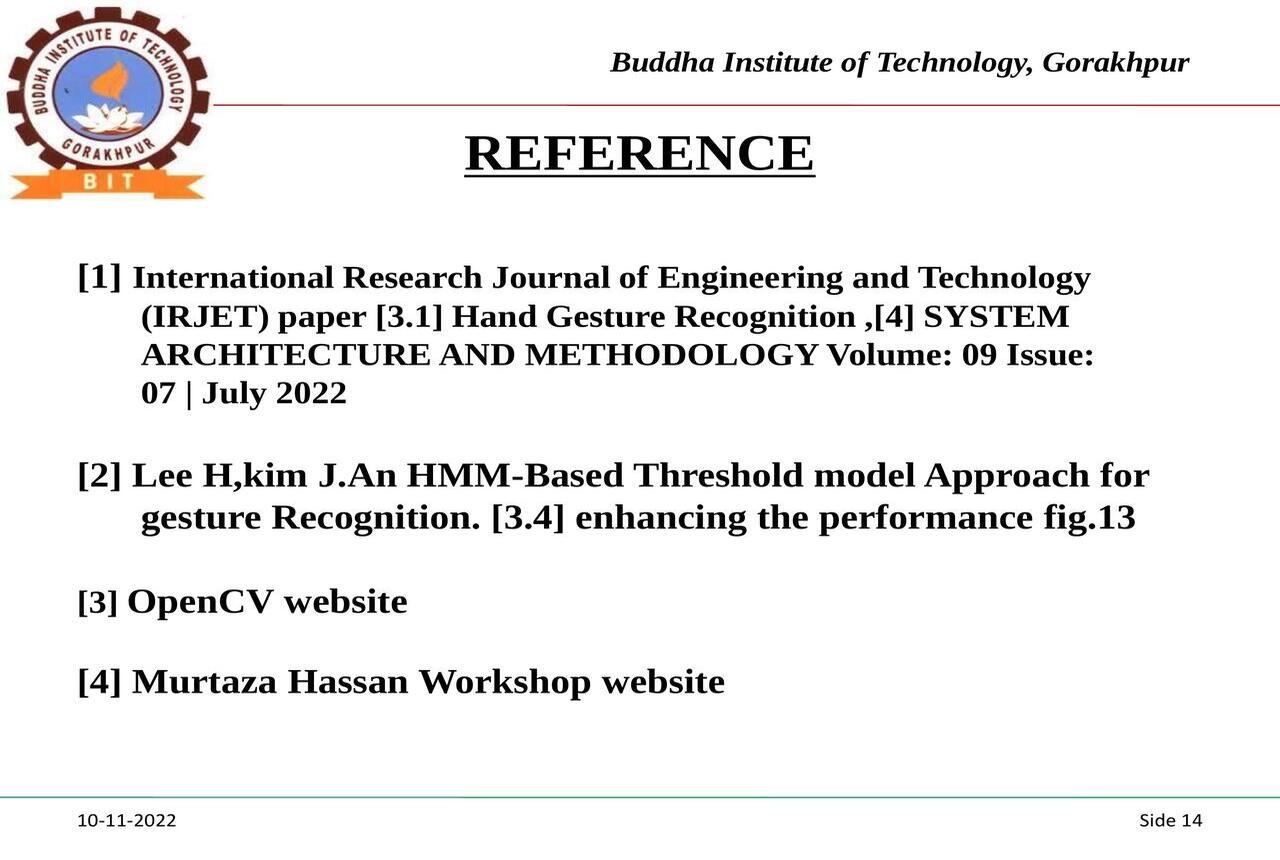 BUDDHA INSTITUTE OF TECHNOLOGY
GORAKHPUR
BIT
Buddha Institute of Technology, Gorakhpur
REFERENCE
[1] International Research Journal of Engineering and Technology
(IRJET) paper [3.1] Hand Gesture Recognition ,[4] SYSTEM
ARCHITECTURE AND METHODOLOGY Volume: 09 Issue:
07 | July 2022
[2] Lee H,kim J.An HMM-Based Threshold model Approach for
gesture Recognition. [3.4] enhancing the performance fig.13
[3] OpenCV website
[4] Murtaza Hassan Workshop website
10-11-2022
Side 14